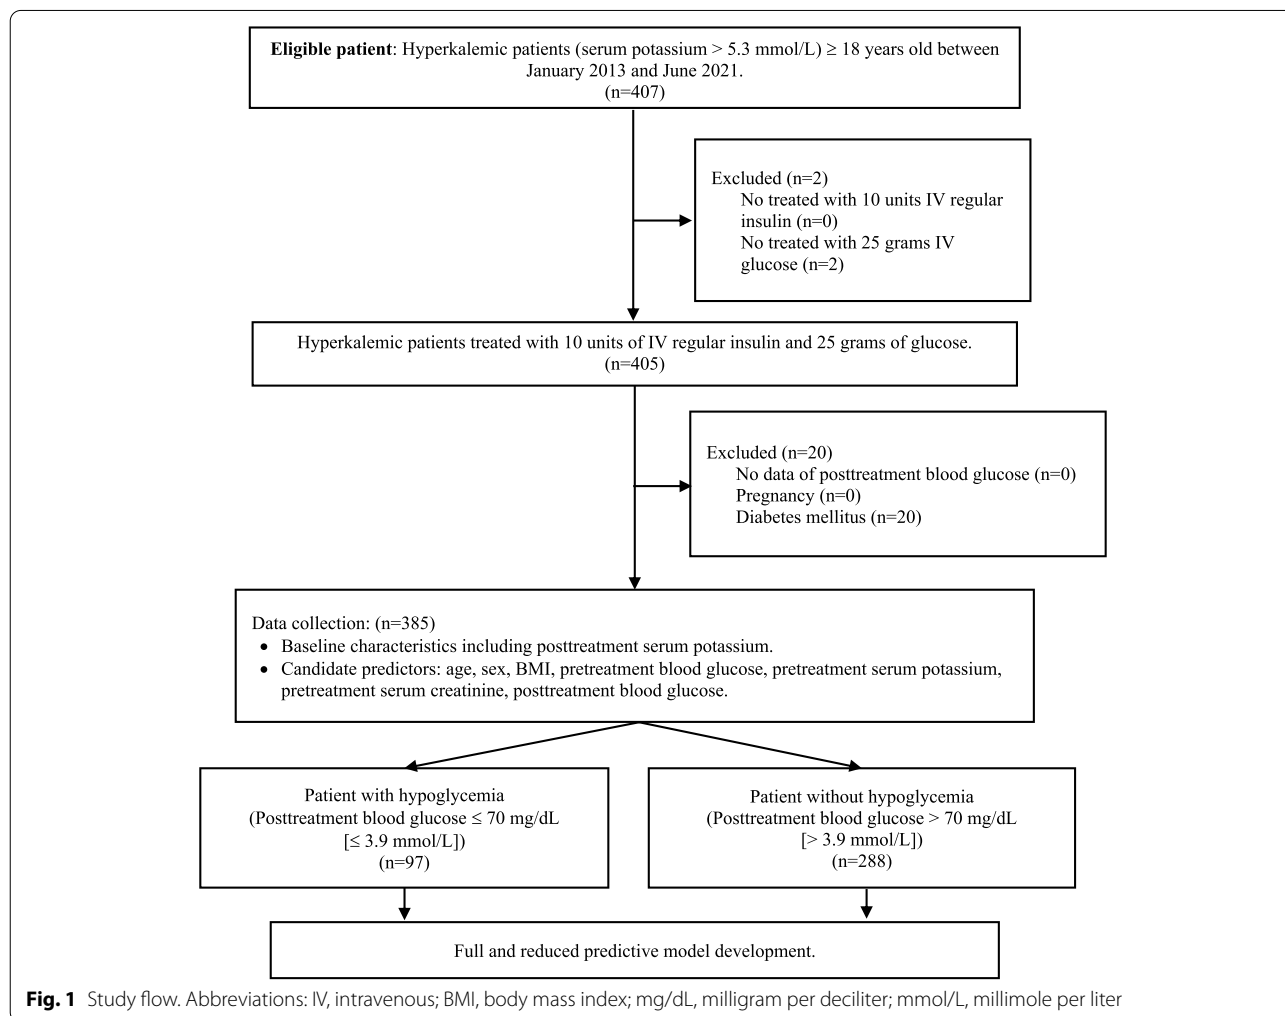 Eligible patient: Hyperkalemic patients (serum potassium > 5.3 mmol/L) ≥ 18 years old between
January 2013 and June 2021.
(n=407)
Excluded (n=2)
No treated with 10 units IV regular
insulin (n=0)
No treated with 25 grams IV
glucose (n=2)
Hyperkalemic patients treated with 10 units of IV regular insulin and 25 grams of glucose.
(n=405)
Excluded (n=20)
No data of posttreatment blood glucose (n=0)
Pregnancy (n=0)
Diabetes mellitus (n=20)
Data collection: (n=385)
• Baseline characteristics including posttreatment serum potassium.
• Candidate predictors: age, sex, BMI, pretreatment blood glucose, pretreatment serum potassium,
pretreatment serum creatinine, posttreatment blood glucose.
Patient with hypoglycemia
(Posttreatment blood glucose ≤ 70 mg/dL
[≤ 3.9 mmol/L])
(n=97)
Patient without hypoglycemia
(Posttreatment blood glucose > 70 mg/dL
[> 3.9 mmol/L])
(n=288)
Full and reduced predictive model development.
Fig. 1 Study flow. Abbreviations: IV, intravenous; BMI, body mass index; mg/dL, milligram per deciliter; mmol/L, millimole per liter